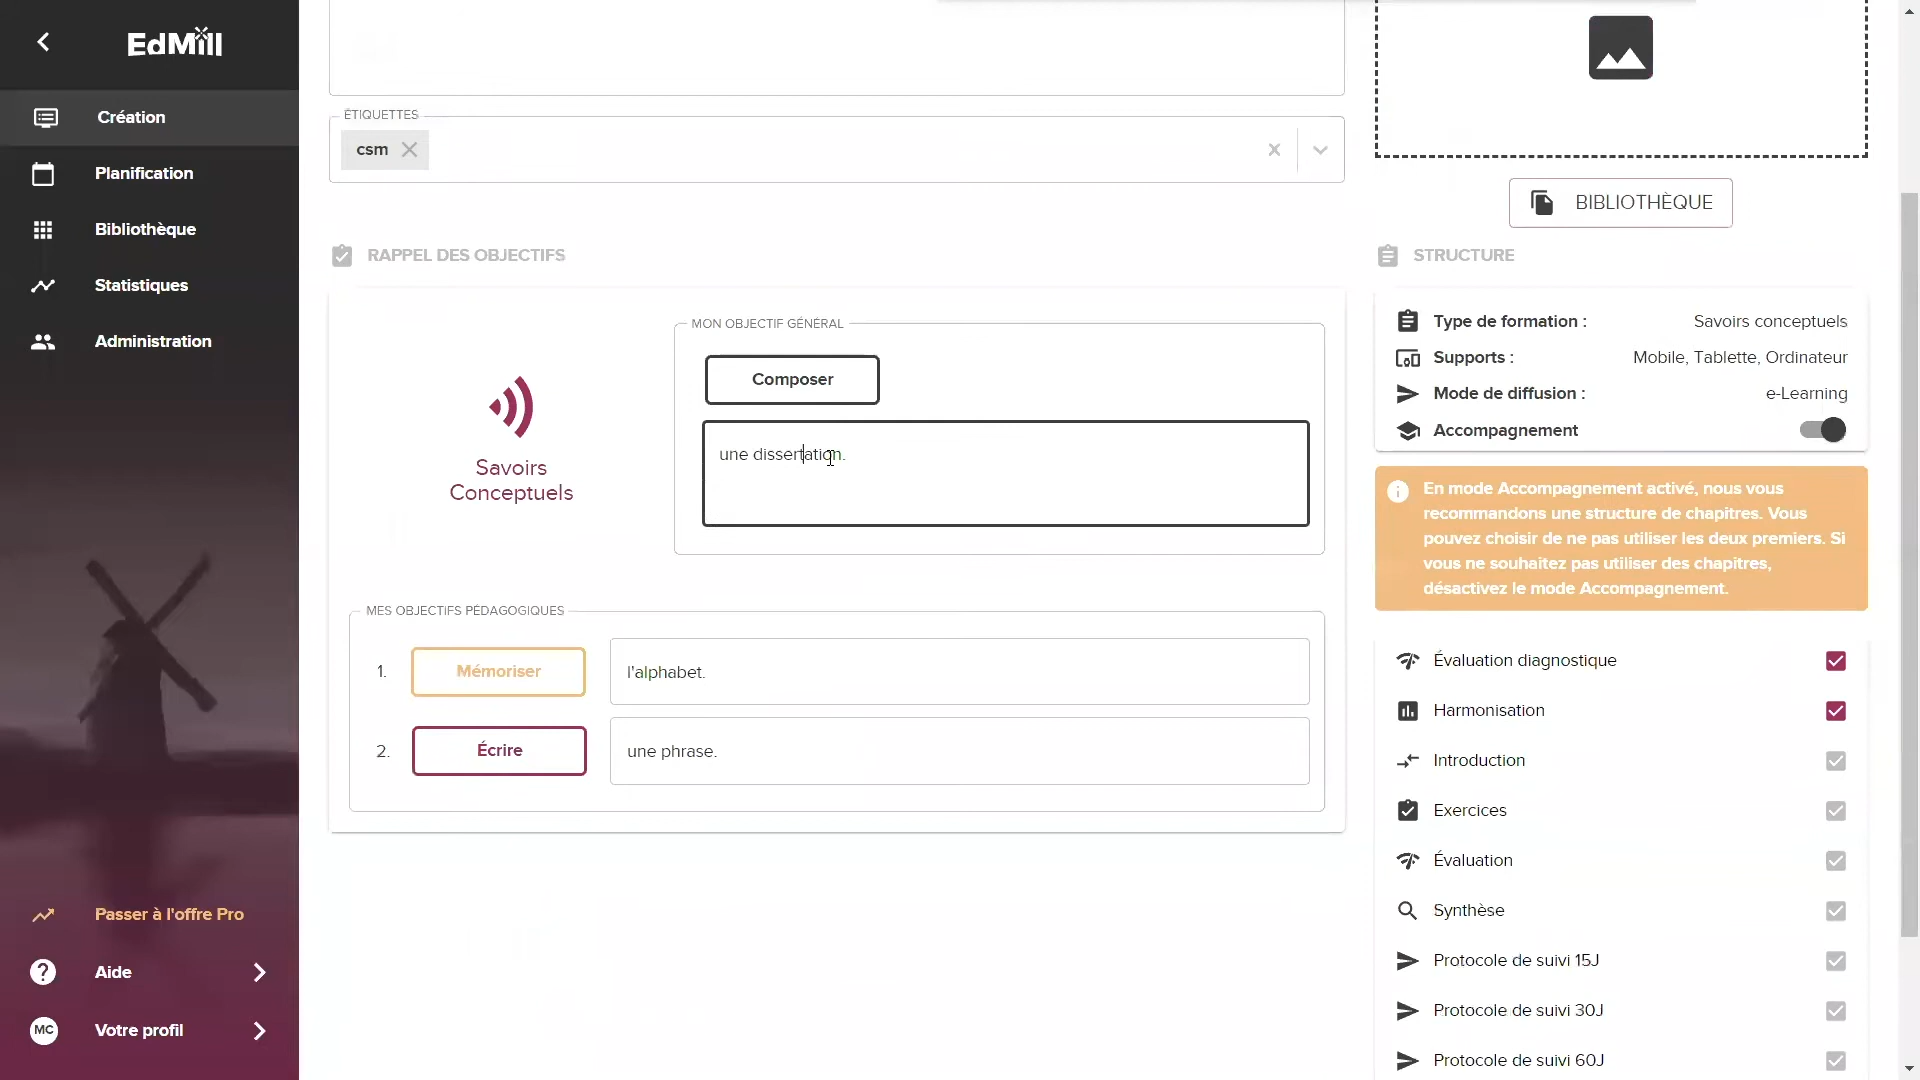 EdMill
Création
Planification
Bibliothèque
Statistiques
Administration
Passer à l'offre Pro
Aide
MC
Votre profil
ÉTIQUETTES
csm
RAPPEL DES OBJECTIFS
Savoirs
Conceptuels
MON OBJECTIF GÉNÉRAL
Composer
une dissertation.
MES OBJECTIFS PÉDAGOGIQUES
1.
Mémoriser
l'alphabet.
2.
Écrire
une phrase.
BIBLIOTHÈQUE
STRUCTURE
Type de formation : Savoirs conceptuels
Supports : Mobile, Tablette, Ordinateur
Mode de diffusion : e-Learning
Accompagnement
En mode Accompagnement activé, nous vous
recommandons une structure de chapitres. Vous
pouvez choisir de ne pas utiliser les deux premiers. Si
vous ne souhaitez pas utiliser des chapîtres,
désactivez le mode Accompagnement.
Évaluation diagnostique
Harmonisation
Introduction
Exercices
Évaluation
Synthèse
Protocole de suivi 15J
Protocole de suivi 30J
Protocole de suivi 60J